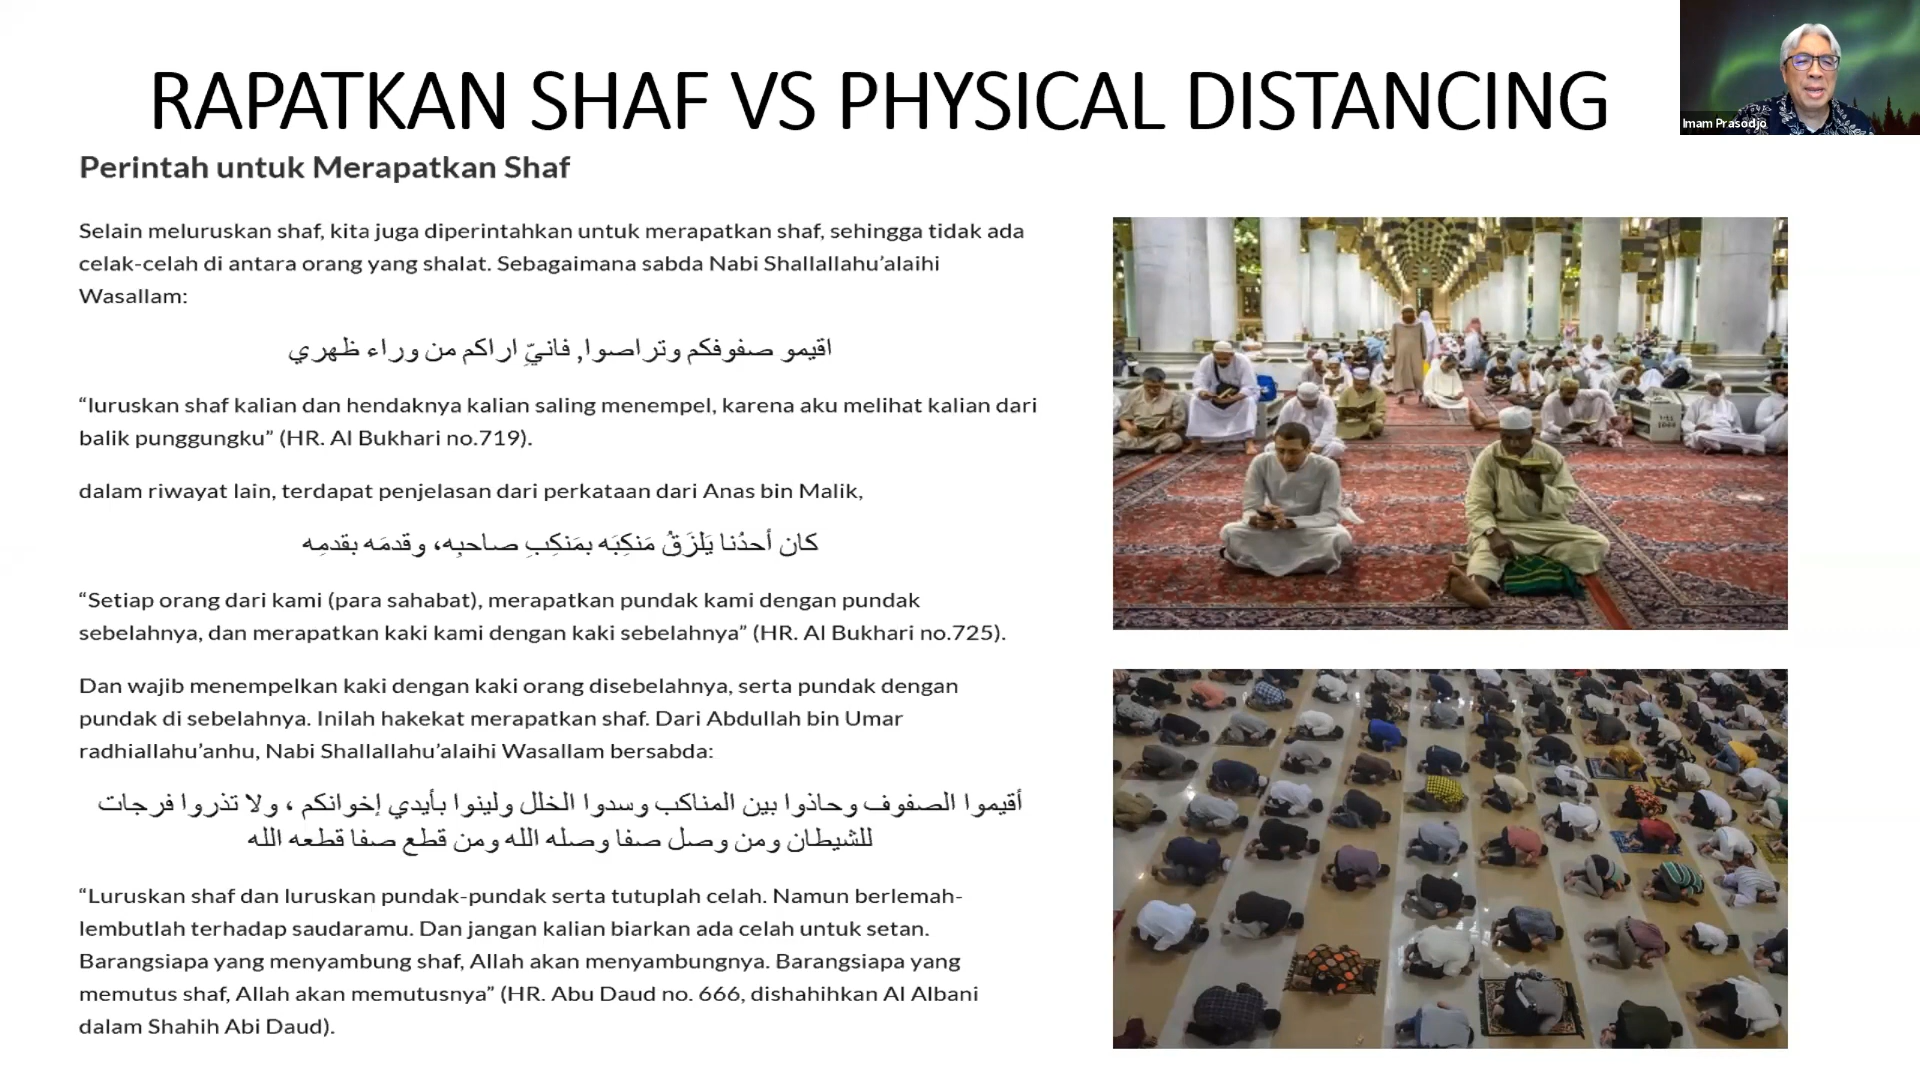 RAPATKAN SHAF VS PHYSICAL DISTANCING
Imam Prasodjo
Perintah untuk Merapatkan Shaf
Selain meluruskan shaf, kita juga diperintahkan untuk merapatkan shaf, sehingga tidak ada
celak-celah di antara orang yang shalat. Sebagaimana sabda Nabi Shallallahu’alaihi
Wasallam:
اقيمو صفوفكم وتراصوا, فانيّ اراكم من وراء ظهري
“luruskan shaf kalian dan hendaknya kalian saling menempel, karena aku melihat kalian dari
balik punggungku” (HR. Al Bukhari no.719).
dalam riwayat lain, terdapat penjelasan dari perkataan dari Anas bin Malik,
كان أحدُنا يَلزَقُ مَنكِبَه بمَنكِبِ صاحبِه، وقدمَه بقدمِه
“Setiap orang dari kami (para sahabat), merapatkan pundak kami dengan pundak
sebelahnya, dan merapatkan kaki kami dengan kaki sebelahnya” (HR. Al Bukhari no.725).
Dan wajib menempelkan kaki dengan kaki orang disebelahnya, serta pundak dengan
pundak di sebelahnya. Inilah hakekat merapatkan shaf. Dari Abdullah bin Umar
radhiallahu’anhu, Nabi Shallallahu’alaihi Wasallam bersabda:
أقيموا الصفوف وحاذوا بين المناكب وسدوا الخلل ولينوا بأيدي إخوانكم ، ولا تذروا فرجات
للشيطان ومن وصل صفا وصله الله ومن قطع صفا قطعه الله
“Luruskan shaf dan luruskan pundak-pundak serta tutuplah celah. Namun berlemah-
lembutlah terhadap saudaramu. Dan jangan kalian biarkan ada celah untuk setan.
Barangsiapa yang menyambung shaf, Allah akan menyambungnya. Barangsiapa yang
memutus shaf, Allah akan memutusnya” (HR. Abu Daud no. 666, dishahihkan Al Albani
dalam Shahih Abi Daud).